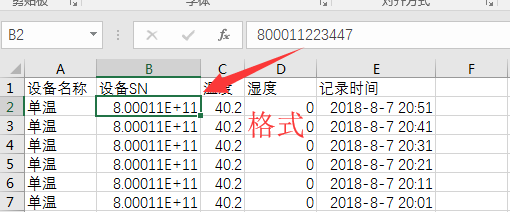 剪贴板 字体 对齐方式
B2 fx 800011223447
A B C D E F
1 设备名称 设备SN 温度 湿度 记录时间
2 单温 8.00011E+11 40.2 0 2018-8-7 20:51
3 单温 8.00011E+11 40.2 0 2018-8-7 20:41
格式
4 单温 8.00011E+11 40.2 0 2018-8-7 20:31
5 单温 8.00011E+11 40.2 0 2018-8-7 20:21
6 单温 8.00011E+11 40.2 0 2018-8-7 20:11
7 单温 8.00011E+11 40.2 0 2018-8-7 20:01